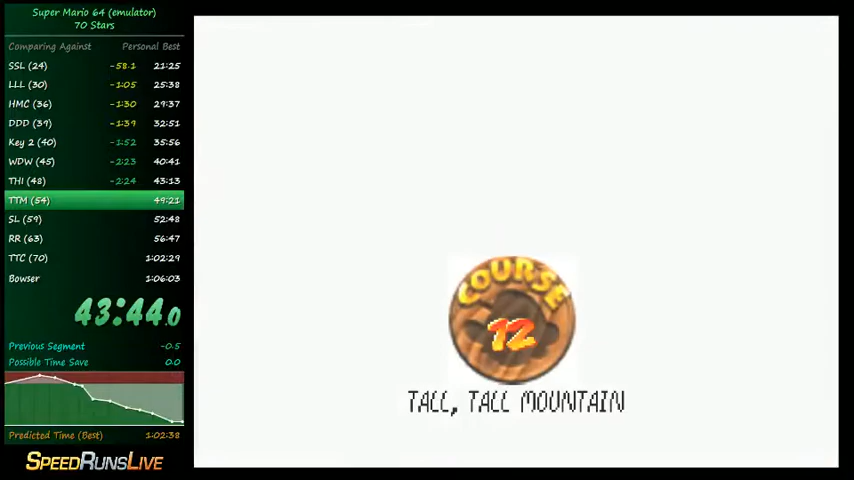 Super Mario 64 (emulator)
70 Stars
Comparing Against Personal Best
SSL (24) -58.1 21:25
LLL (30) -1:05 25:38
HMC (36) -1:30 29:37
DDD (39) -1:39 32:51
Key 2 (40) -1:52 35:56
WDW (45) -2:23 40:41
THI (48) -2:24 43:13
TTM (54) 49:21
SL (59) 52:48
RR (63) 56:47
TTC (70) 1:02:29
Bowser 1:06:03
43:44.0
Previous Segment -0.5
Possible Time Save 0.0
Predicted Time (Best) 1:02:38
SPEEDRUNSLIVE
COURSE
12
TALL, TALL MOUNTAIN